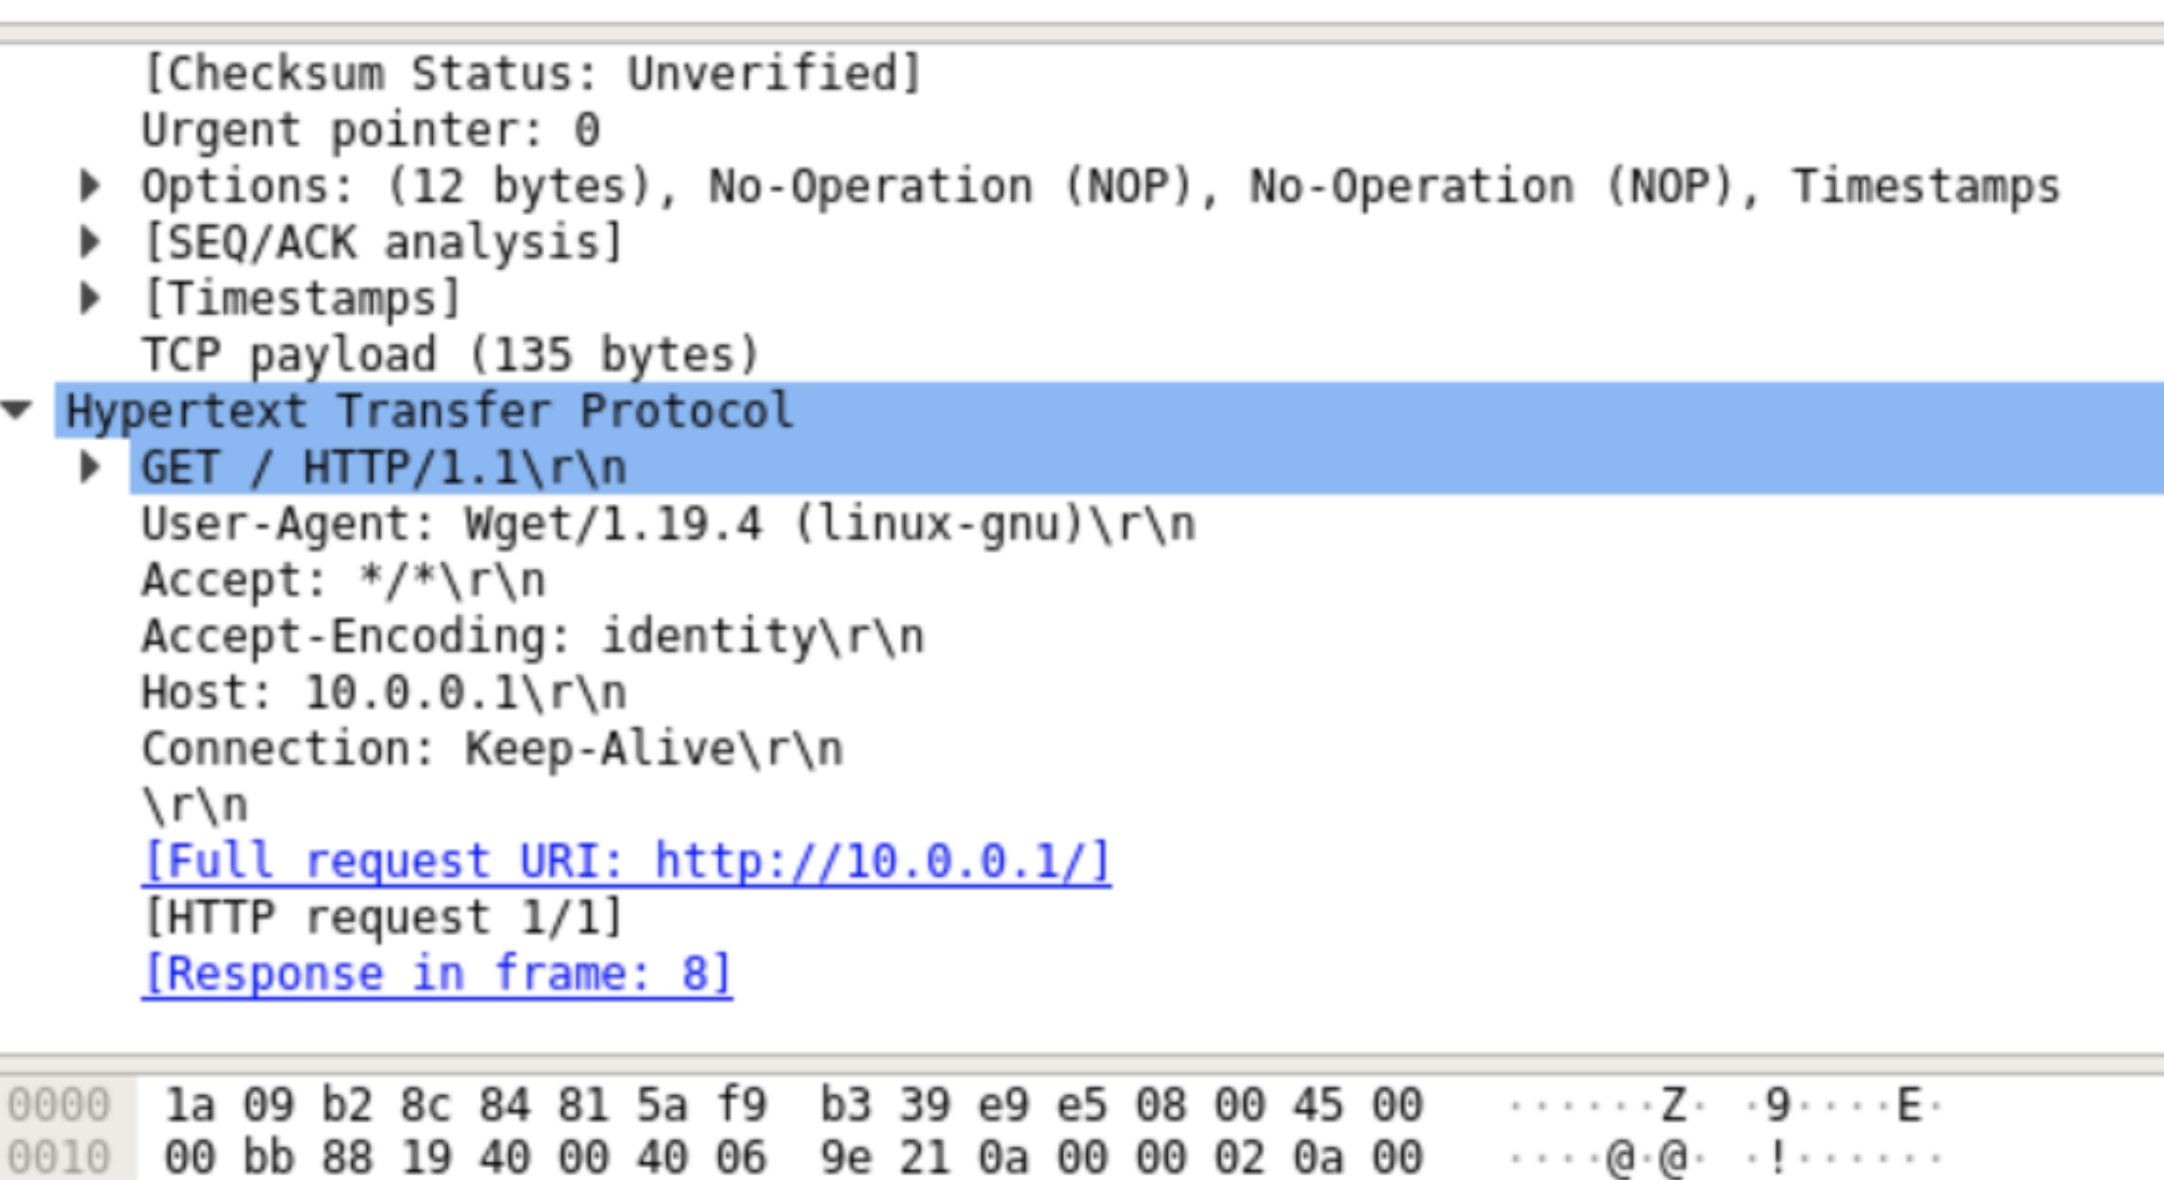 [Checksum Status: Unverified]
Urgent pointer: 0
Options: (12 bytes), No-Operation (NOP), No-Operation (NOP), Timestamps
[SEQ/ACK analysis]
[Timestamps]
TCP payload (135 bytes)
Hypertext Transfer Protocol
GET / HTTP/1.1\r\n
User-Agent: Wget/1.19.4 (linux-gnu)\r\n
Accept: */*\r\n
Accept-Encoding: identity\r\n
Host: 10.0.0.1\r\n
Connection: Keep-Alive\r\n
\r\n
[Full request URI: http://10.0.0.1/]
[HTTP request 1/1]
[Response in frame: 8]
0000 1a 09 b2 8c 84 81 5a f9 b3 39 e9 e5 08 00 45 00 ······Z· ·9····E·
0010 00 bb 88 19 40 00 40 06 9e 21 0a 00 00 02 0a 00 ····@·@· ·!······